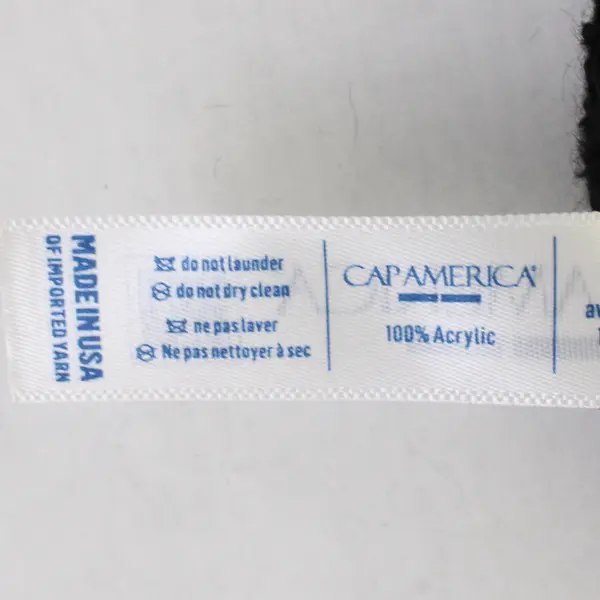 MADE IN USA
OF IMPORTED YARN
do not launder
do not dry clean
ne pas laver
Ne pas nettoyer à sec
CAP AMERICA®
100% Acrylic